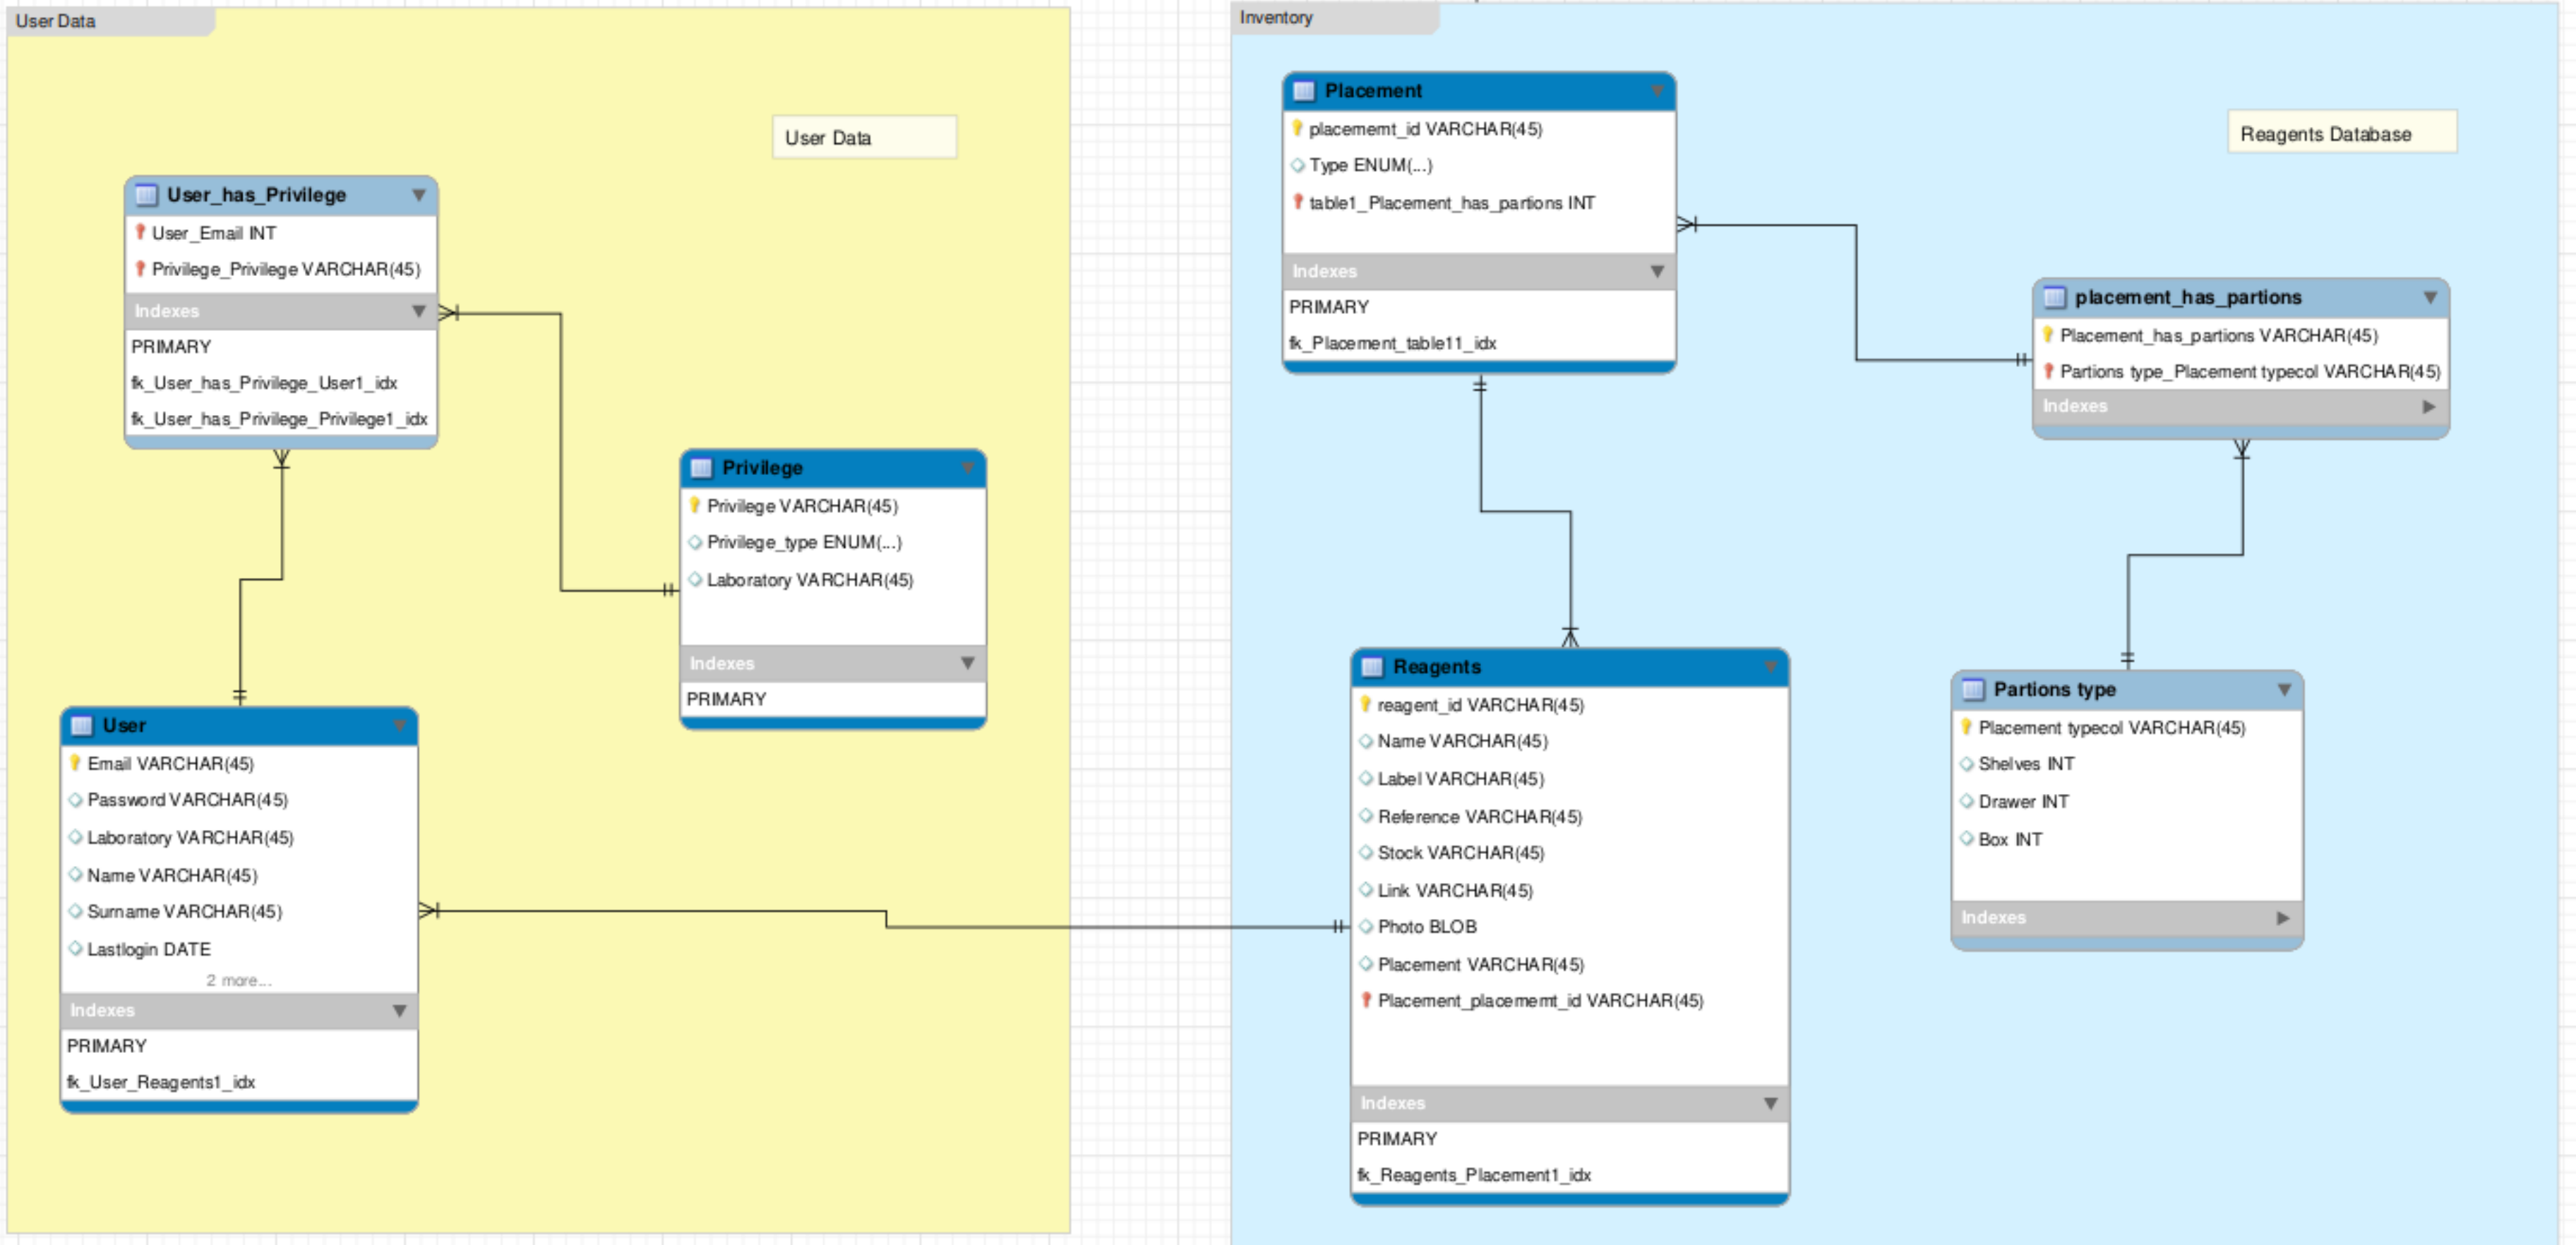 User Data
User Data
User_has_Privilege
User_Email INT
Privilege_Privilege VARCHAR(45)
Indexes
PRIMARY
fk_User_has_Privilege_User1_idx
fk_User_has_Privilege_Privilege1_idx
Privilege
Privilege VARCHAR(45)
Privilege_type ENUM(...)
Laboratory VARCHAR(45)
Indexes
PRIMARY
User
Email VARCHAR(45)
Password VARCHAR(45)
Laboratory VARCHAR(45)
Name VARCHAR(45)
Surname VARCHAR(45)
Lastlogin DATE
2 more...
Indexes
PRIMARY
fk_User_Reagents1_idx
Inventory
Reagents Database
Placement
placememt_id VARCHAR(45)
Type ENUM(...)
table1_Placement_has_partions INT
Indexes
PRIMARY
fk_Placement_table11_idx
placement_has_partions
Placement_has_partions VARCHAR(45)
Partions type_Placement typecol VARCHAR(45)
Indexes
Reagents
reagent_id VARCHAR(45)
Name VARCHAR(45)
Label VARCHAR(45)
Reference VARCHAR(45)
Stock VARCHAR(45)
Link VARCHAR(45)
Photo BLOB
Placement VARCHAR(45)
Placement_placememt_id VARCHAR(45)
Indexes
PRIMARY
fk_Reagents_Placement1_idx
Partions type
Placement typecol VARCHAR(45)
Shelves INT
Drawer INT
Box INT
Indexes